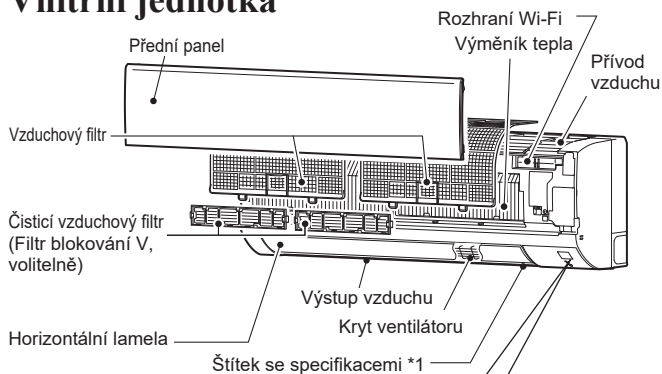 Vnitřní jednotka
Rozhraní Wi-Fi
Přední panel
Výměník tepla
Přívod
vzduchu
Vzduchový filtr
Čisticí vzduchový filtr
(Filtr blokování V,
volitelně)
Výstup vzduchu
Kryt ventilátoru
Horizontální lamela
Štítek se specifikacemi *1